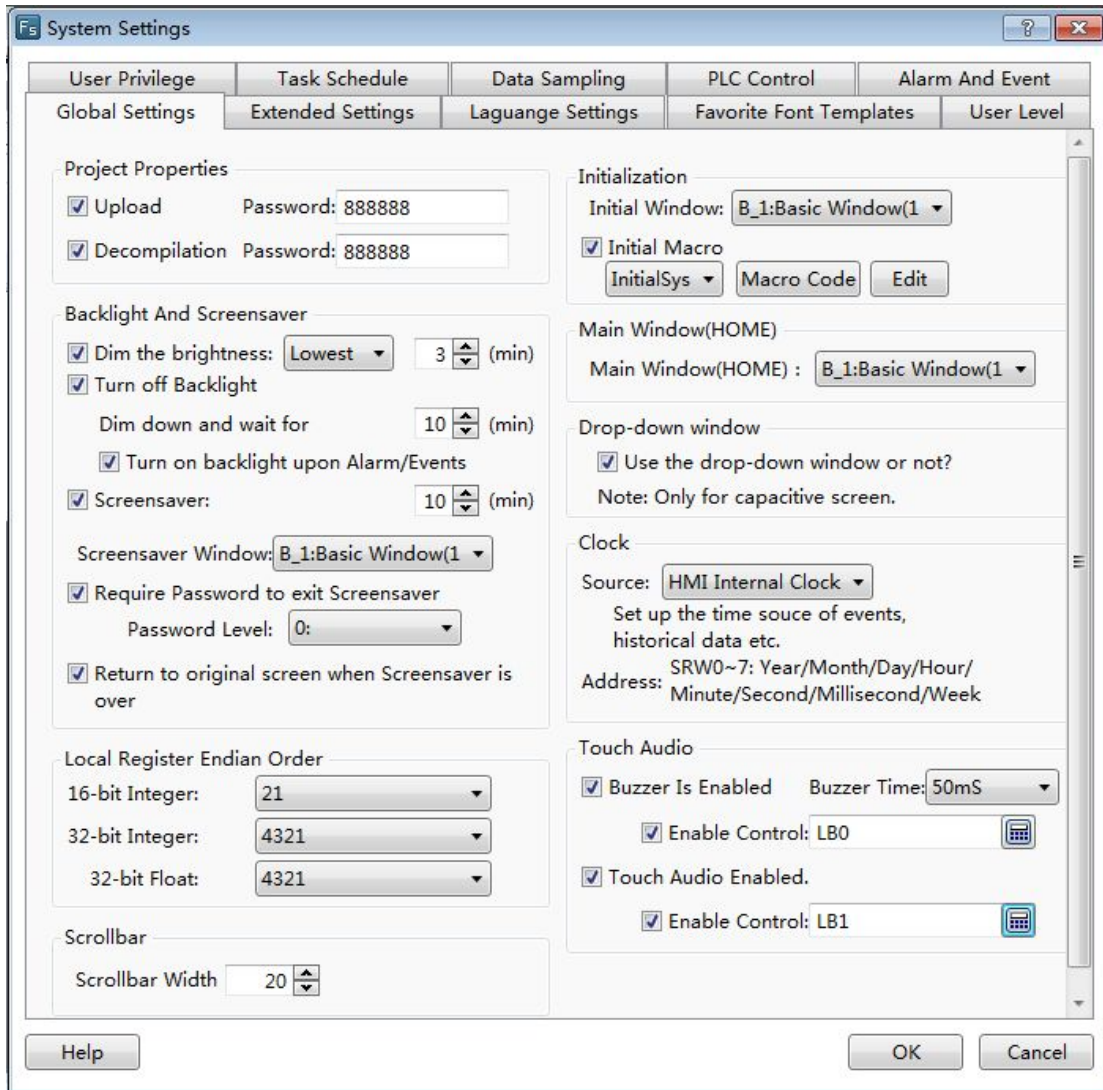 Fs System Settings
User Privilege Task Schedule Data Sampling PLC Control Alarm And Event
Global Settings Extended Settings Laguange Settings Favorite Font Templates User Level
Project Properties
Upload Password: 888888
Decompilation Password: 888888
Backlight And Screensaver
Dim the brightness: Lowest 3 (min)
Turn off Backlight
Dim down and wait for 10 (min)
Turn on backlight upon Alarm/Events
Screensaver: 10 (min)
Screensaver Window: B_1:Basic Window(1
Require Password to exit Screensaver
Password Level: 0:
Return to original screen when Screensaver is
over
Local Register Endian Order
16-bit Integer: 21
32-bit Integer: 4321
32-bit Float: 4321
Scrollbar
Scrollbar Width 20
Initialization
Initial Window: B_1:Basic Window(1
Initial Macro
InitialSys Macro Code Edit
Main Window(HOME)
Main Window(HOME) : B_1:Basic Window(1
Drop-down window
Use the drop-down window or not?
Note: Only for capacitive screen.
Clock
Source: HMI Internal Clock
Set up the time souce of events,
historical data etc.
Address: SRW0~7: Year/Month/Day/Hour/
Minute/Second/Millisecond/Week
Touch Audio
Buzzer Is Enabled Buzzer Time: 50mS
Enable Control: LB0
Touch Audio Enabled.
Enable Control: LB1
Help OK Cancel